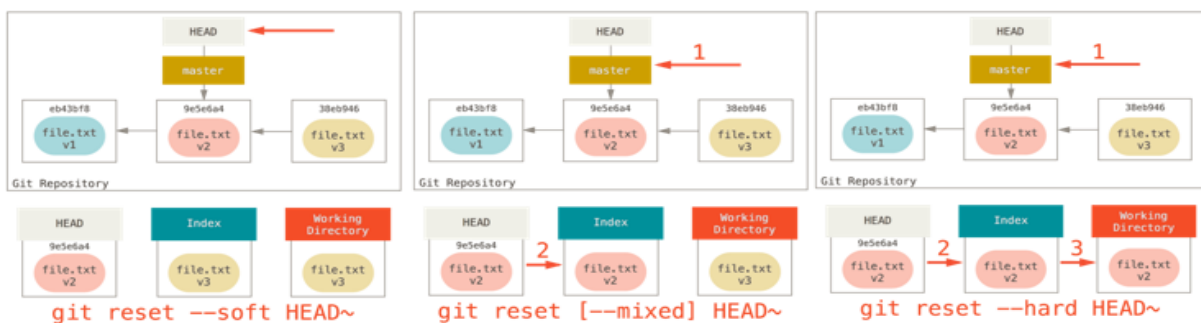 HEAD
master
eb43bf8
9e5e6a4
38eb946
file.txt
v1
file.txt
v2
file.txt
v3
Git Repository
HEAD
Index
Working
Directory
9e5e6a4
file.txt
v2
file.txt
v3
file.txt
v3
git reset --soft HEAD~
HEAD
1
master
eb43bf8
9e5e6a4
38eb946
file.txt
v1
file.txt
v2
file.txt
v3
Git Repository
HEAD
Index
Working
Directory
9e5e6a4
2
file.txt
v2
file.txt
v2
file.txt
v3
git reset [--mixed] HEAD~
HEAD
1
master
eb43bf8
9e5e6a4
38eb946
file.txt
v1
file.txt
v2
file.txt
v3
Git Repository
HEAD
Index
Working
Directory
9e5e6a4
2
3
file.txt
v2
file.txt
v2
file.txt
v2
git reset --hard HEAD~